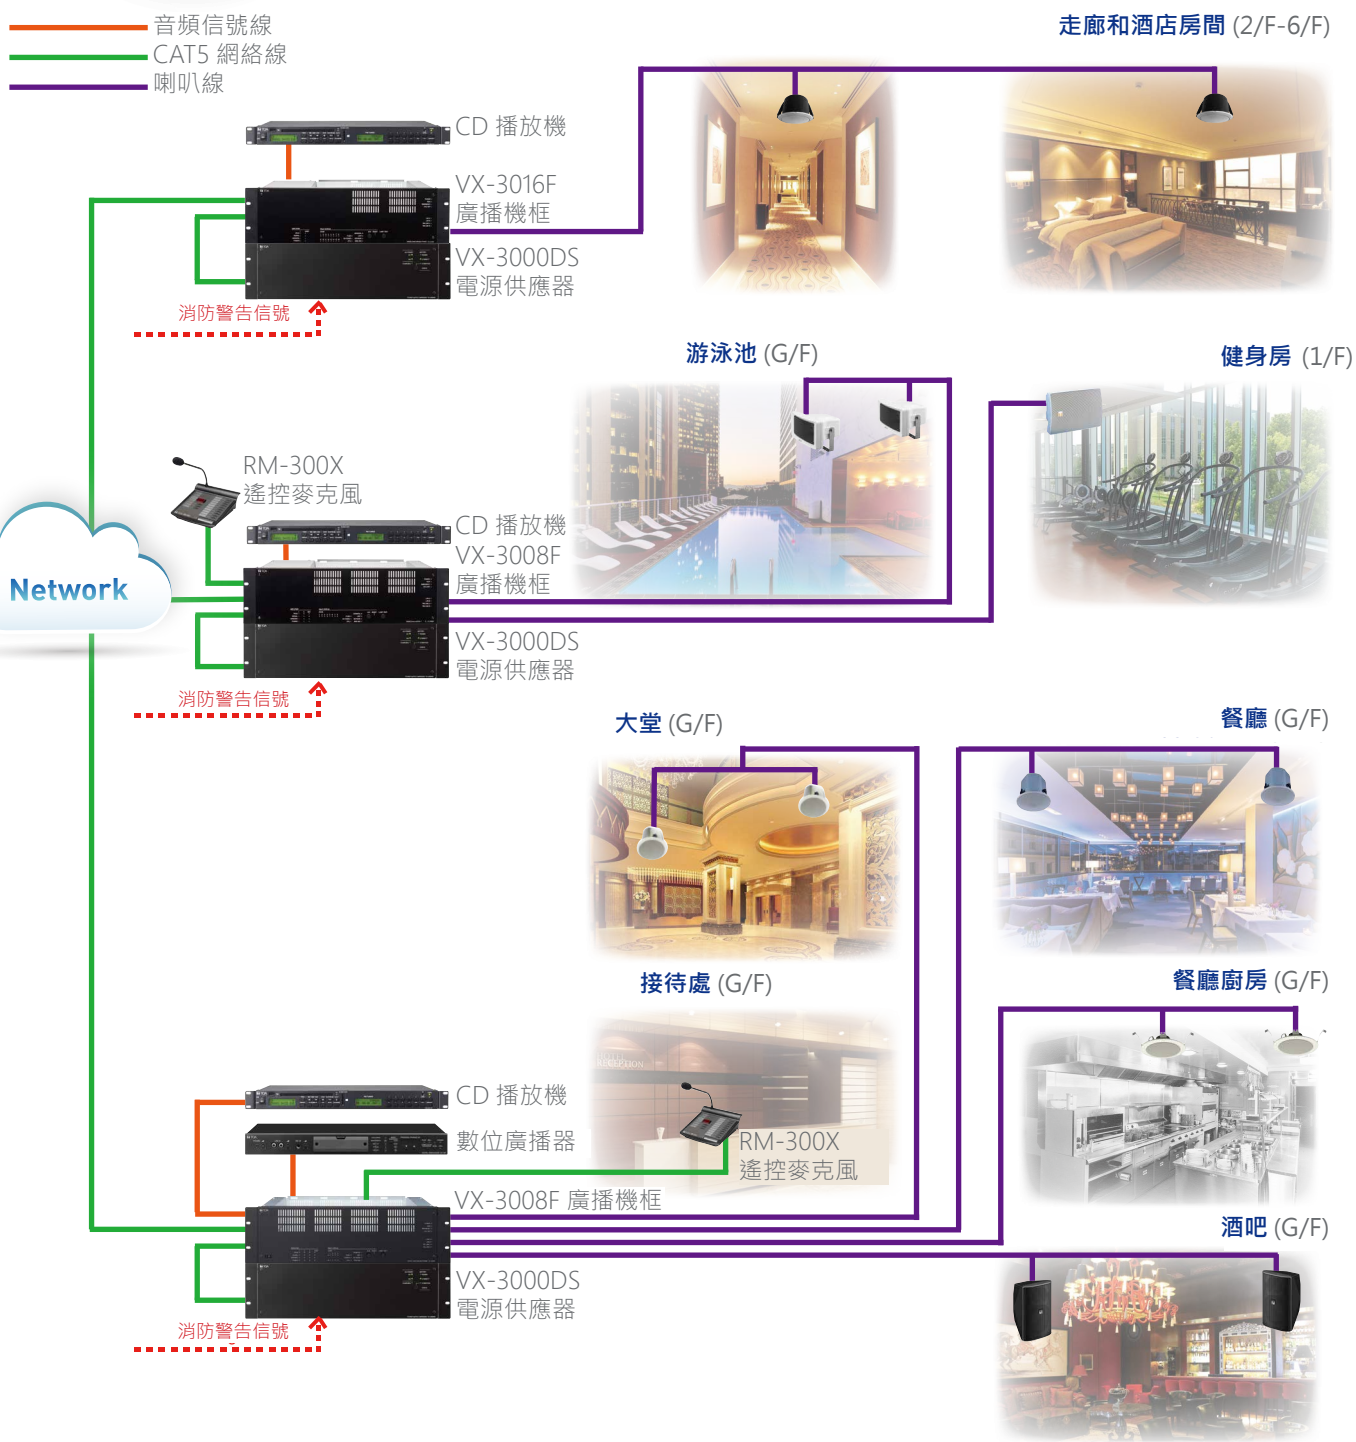 音頻信號線
CAT5 網絡線
喇叭線
走廊和酒店房間 (2/F-6/F)
CD 播放機
VX-3016F
廣播機框
VX-3000DS
電源供應器
消防警告信號
游泳池 (G/F)
健身房 (1/F)
RM-300X
遙控麥克風
CD 播放機
VX-3008F
廣播機框
Network
VX-3000DS
電源供應器
消防警告信號
大堂 (G/F)
餐廳 (G/F)
接待處 (G/F)
餐廳廚房 (G/F)
RECEPTION
CD 播放機
數位廣播器
RM-300X
遙控麥克風
VX-3008F 廣播機框
酒吧 (G/F)
VX-3000DS
電源供應器
消防警告信號